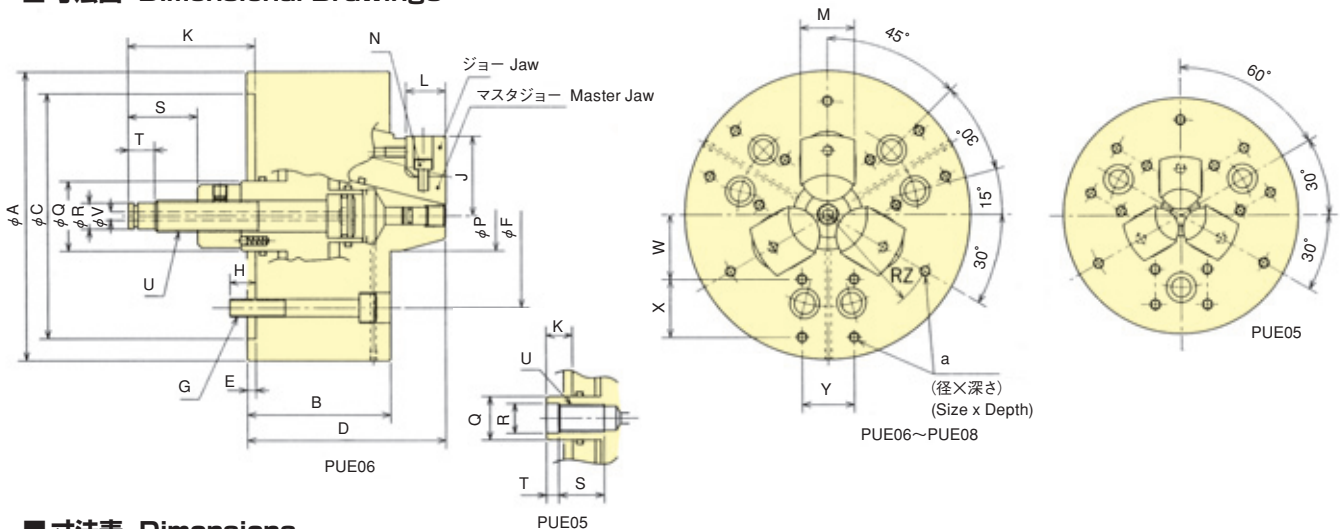 ■寸法図 Dimensional Drawings
K
N
L
ジョー Jaw
マスタジョー Master Jaw
S
T
J
φA
φC
φQ
φR
φV
φP
φF
U
H
G
E
B
D
PUE06
K
U
Q
R
T
S
PUE05
M
45°
30°
15°
30°
W
X
RZ
Y
a
(径×深さ)
(Size x Depth)
PUE06～PUE08
60°
30°
30°
PUE05
■寸法表 Dimensions